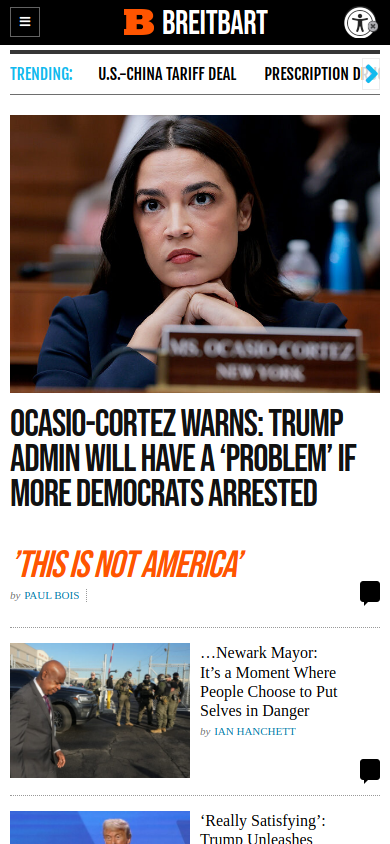 BREITBART
TRENDING:
U.S.–CHINA TARIFF DEAL
PRESCRIPTION D
MS. OCASIO-CORTEZ
NEW YORK
OCASIO-CORTEZ WARNS: TRUMP
ADMIN WILL HAVE A ‘PROBLEM’ IF
MORE DEMOCRATS ARRESTED
’THIS IS NOT AMERICA’
by PAUL BOIS
…Newark Mayor:
It’s a Moment Where
People Choose to Put
Selves in Danger
by IAN HANCHETT
‘Really Satisfying’:
Trump Unleashes